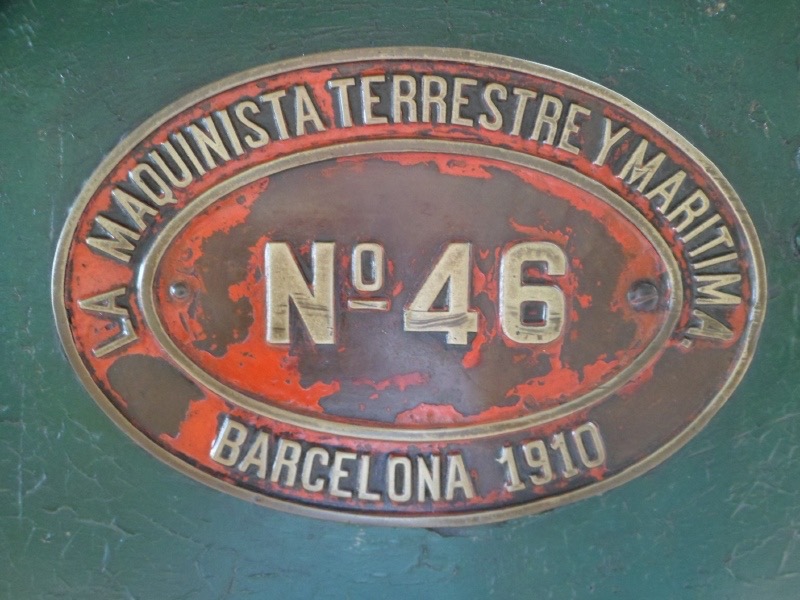 LA MAQUINISTA TERRESTRE Y MARITIMA.
Nº 46
BARCELONA 1910